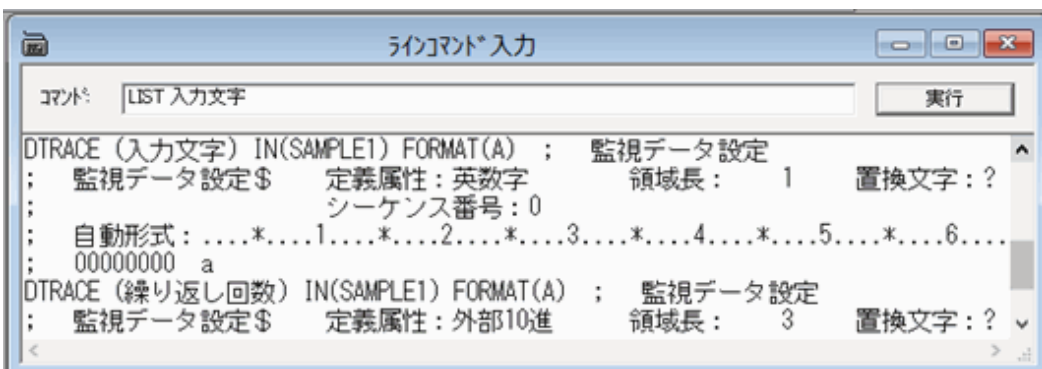 ﾗｲﾝｺﾏﾝﾄﾞ入力
ｺﾏﾝﾄﾞ: LIST 入力文字 実行
DTRACE (入力文字) IN(SAMPLE1) FORMAT(A) ; 監視データ設定
; 監視データ設定$ 定義属性：英数字 領域長： 1 置換文字：?
; シーケンス番号：0
; 自動形式：....*....1....*....2....*....3....*....4....*....5....*....6....
; 00000000 a
DTRACE (繰り返し回数) IN(SAMPLE1) FORMAT(A) ; 監視データ設定
; 監視データ設定$ 定義属性：外部10進 領域長： 3 置換文字：?